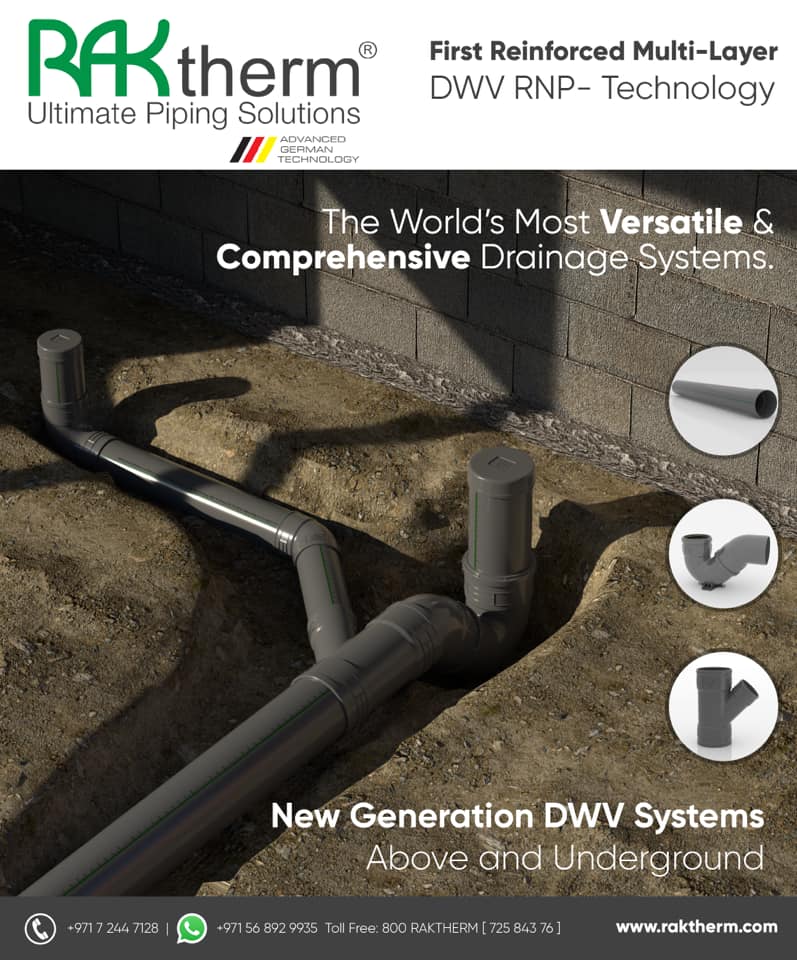 RAKtherm®
Ultimate Piping Solutions
ADVANCED
GERMAN
TECHNOLOGY
First Reinforced Multi-Layer
DWV RNP- Technology
The World's Most Versatile &
Comprehensive Drainage Systems.
New Generation DWV Systems
Above and Underground
+971 7 244 7128 | +971 56 892 9935 Toll Free: 800 RAKTHERM [ 725 843 76 ]
www.raktherm.com